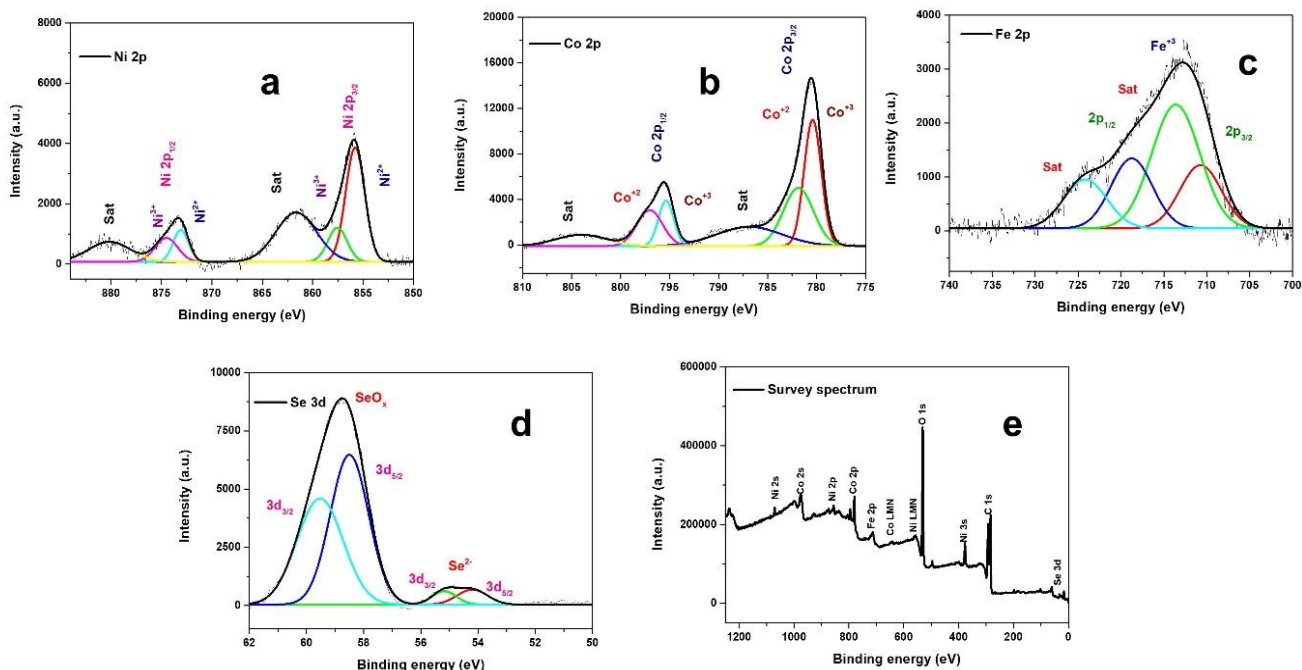 8000
6000
4000
2000
0
Intensity (a.u.)
Ni 2p
a
Sat
Ni³⁺
Ni 2p₁/₂
Ni²⁺
Sat
Ni³⁺
Ni 2p₃/₂
Ni²⁺
880 875 870 865 860 855 850
Binding energy (eV)
20000
16000
12000
8000
4000
0
Intensity (a.u.)
Co 2p
b
Sat
Co⁺²
Co 2p₁/₂
Co⁺³
Sat
Co⁺²
Co 2p₃/₂
Co⁺³
810 805 800 795 790 785 780 775
Binding energy (eV)
4000
3000
2000
1000
0
Intensity (a.u.)
Fe 2p
Fe⁺³
c
Sat
2p₁/₂
2p₃/₂
Sat
740 735 730 725 720 715 710 705 700
Binding energy (eV)
10000
7500
5000
2500
0
Intensity (a.u.)
Se 3d
SeOₓ
d
3d₅/₂
3d₃/₂
Se²⁻
3d₃/₂
3d₅/₂
62 60 58 56 54 52 50
Binding energy (eV)
600000
400000
200000
0
Intensity (a.u.)
Survey spectrum
e
Ni 2s
Co 2s
Ni 2p
Co 2p
Fe 2p
Co LMN
Ni LMN
O 1s
Ni 3s
C 1s
Se 3d
1200 1000 800 600 400 200 0
Binding energy (eV)